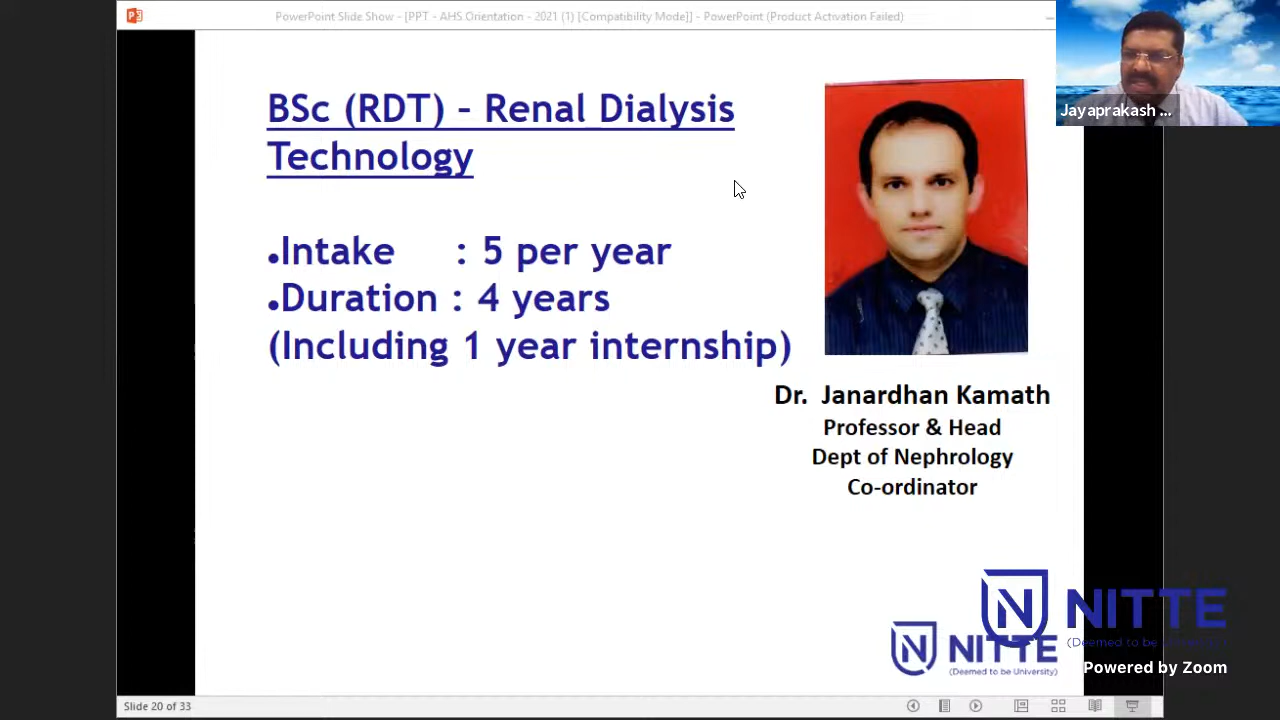 PowerPoint Slide Show - [PPT - AHS Orientation - 2021 (1) [Compatibility Mode]] - PowerPoint (Product Activation Failed)
Jayaprakash ...
BSc (RDT) – Renal Dialysis
Technology
•Intake : 5 per year
•Duration : 4 years
(Including 1 year internship)
Dr. Janardhan Kamath
Professor & Head
Dept of Nephrology
Co-ordinator
N NITTE
(Deemed to be University)
N NITTE
(Deemed to be University)
Powered by Zoom
Slide 20 of 33